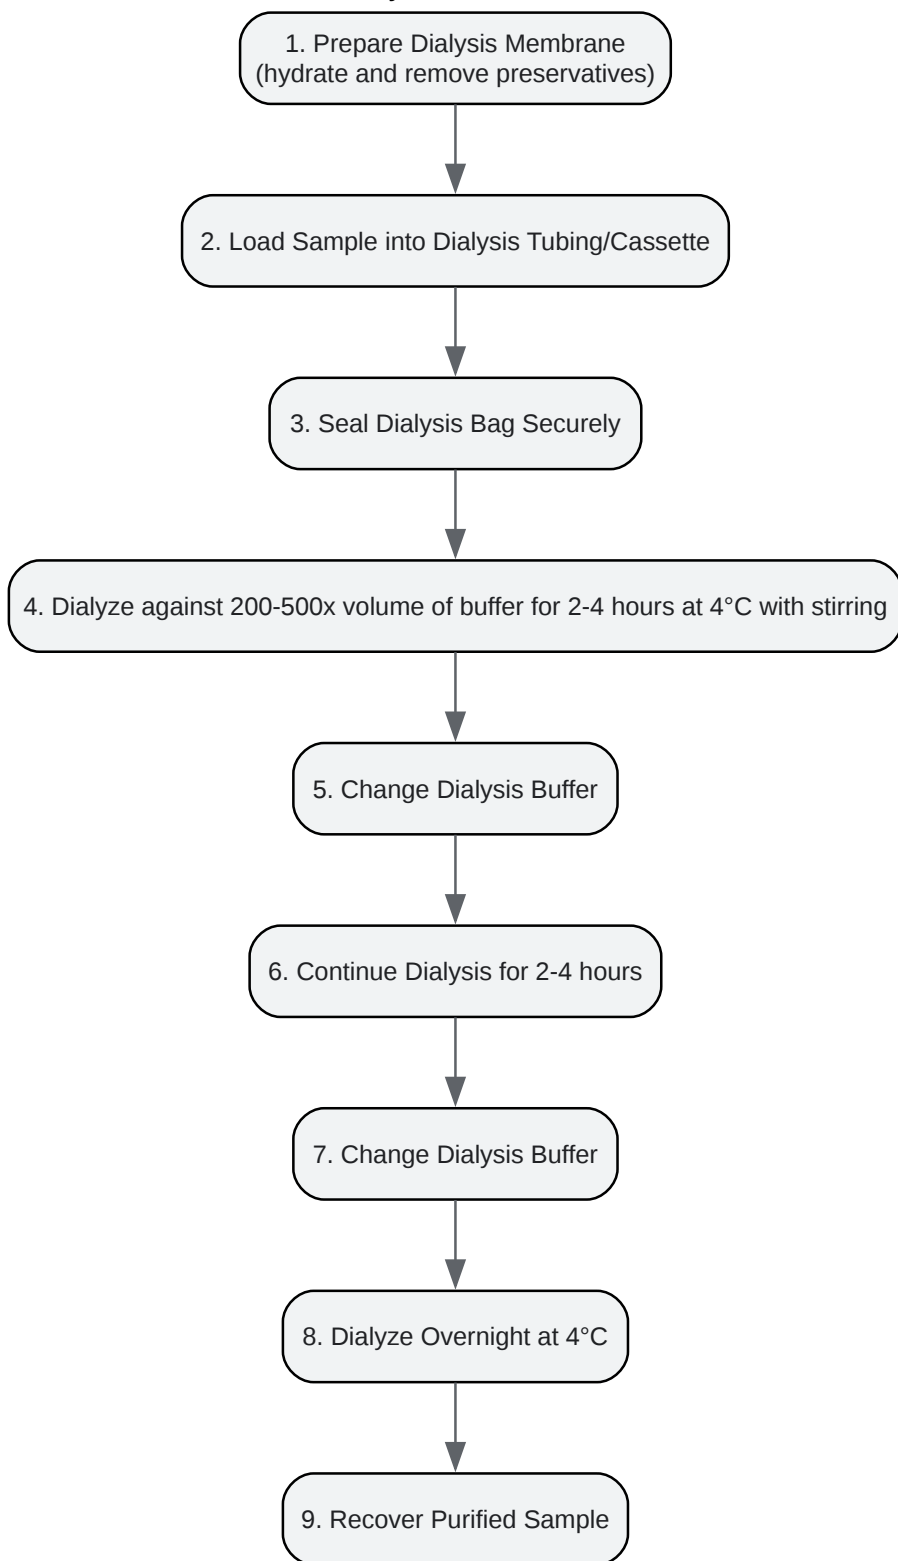 1. Prepare Dialysis Membrane
(hydrate and remove preservatives)
2. Load Sample into Dialysis Tubing/Cassette
3. Seal Dialysis Bag Securely
4. Dialyze against 200-500x volume of buffer for 2-4 hours at 4°C with stirring
5. Change Dialysis Buffer
6. Continue Dialysis for 2-4 hours
7. Change Dialysis Buffer
8. Dialyze Overnight at 4°C
9. Recover Purified Sample